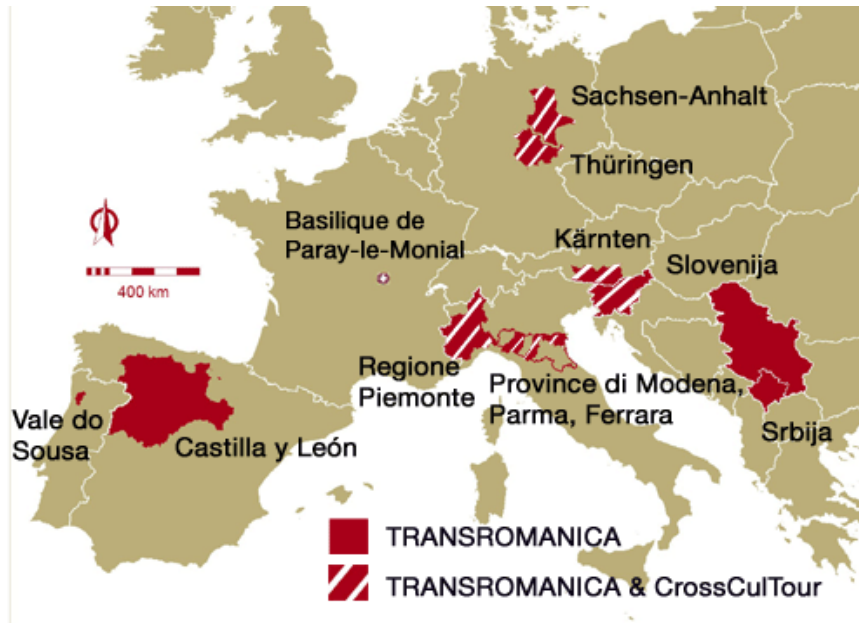 Sachsen-Anhalt
Thüringen
Basilique de
Paray-le-Monial
Kärnten
Slovenija
400 km
Regione
Piemonte
Province di Modena,
Parma, Ferrara
Srbija
Vale do
Sousa
Castilla y León
TRANSROMANICA
TRANSROMANICA & CrossCulTour